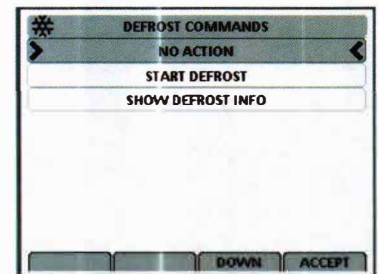 DEFROST COMMANDS
NO ACTION
START DEFROST
SHOW DEFROST INFO
DOWN ACCEPT